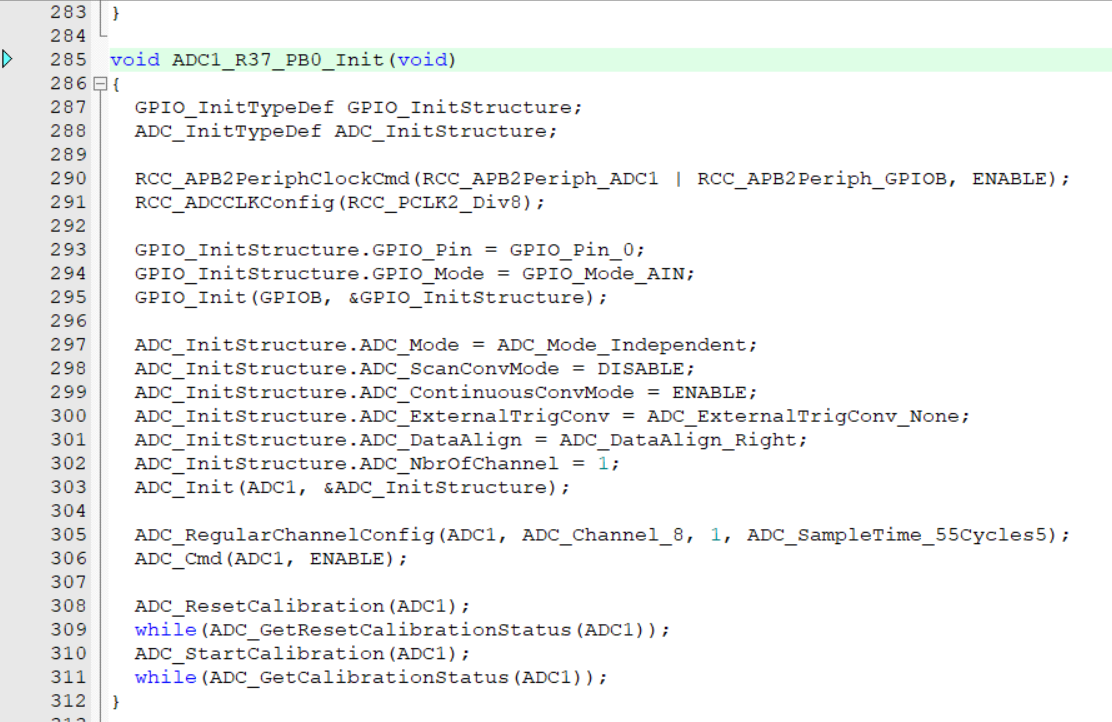 283 }
284
285 void ADC1_R37_PB0_Init(void)
286 {
287   GPIO_InitTypeDef GPIO_InitStructure;
288   ADC_InitTypeDef ADC_InitStructure;
289
290   RCC_APB2PeriphClockCmd(RCC_APB2Periph_ADC1 | RCC_APB2Periph_GPIOB, ENABLE);
291   RCC_ADCCLKConfig(RCC_PCLK2_Div8);
292
293   GPIO_InitStructure.GPIO_Pin = GPIO_Pin_0;
294   GPIO_InitStructure.GPIO_Mode = GPIO_Mode_AIN;
295   GPIO_Init(GPIOB, &GPIO_InitStructure);
296
297   ADC_InitStructure.ADC_Mode = ADC_Mode_Independent;
298   ADC_InitStructure.ADC_ScanConvMode = DISABLE;
299   ADC_InitStructure.ADC_ContinuousConvMode = ENABLE;
300   ADC_InitStructure.ADC_ExternalTrigConv = ADC_ExternalTrigConv_None;
301   ADC_InitStructure.ADC_DataAlign = ADC_DataAlign_Right;
302   ADC_InitStructure.ADC_NbrOfChannel = 1;
303   ADC_Init(ADC1, &ADC_InitStructure);
304
305   ADC_RegularChannelConfig(ADC1, ADC_Channel_8, 1, ADC_SampleTime_55Cycles5);
306   ADC_Cmd(ADC1, ENABLE);
307
308   ADC_ResetCalibration(ADC1);
309   while(ADC_GetResetCalibrationStatus(ADC1));
310   ADC_StartCalibration(ADC1);
311   while(ADC_GetCalibrationStatus(ADC1));
312 }